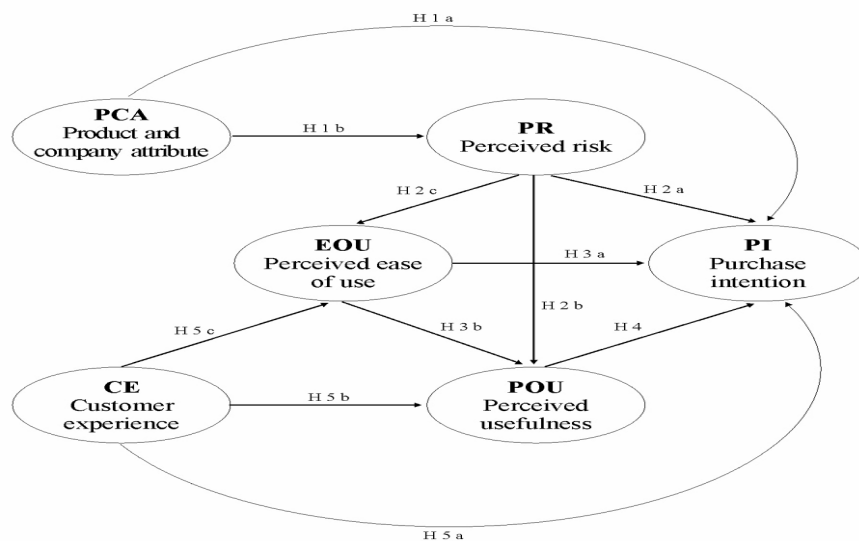 H 1 a
PCA
Product and
company attribute
H 1 b
PR
Perceived risk
H 2 c
H 2 a
EOU
Perceived ease
of use
H 3 a
PI
Purchase
intention
H 2 b
H 5 c
H 3 b
H 4
CE
Customer
experience
H 5 b
POU
Perceived
usefulness
H 5 a